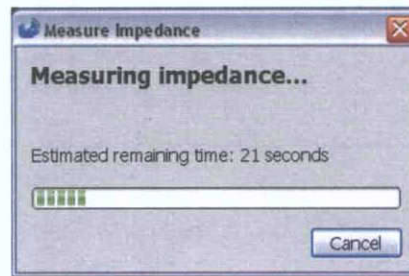 Measure Impedance
Measuring impedance...
Estimated remaining time: 21 seconds
Cancel